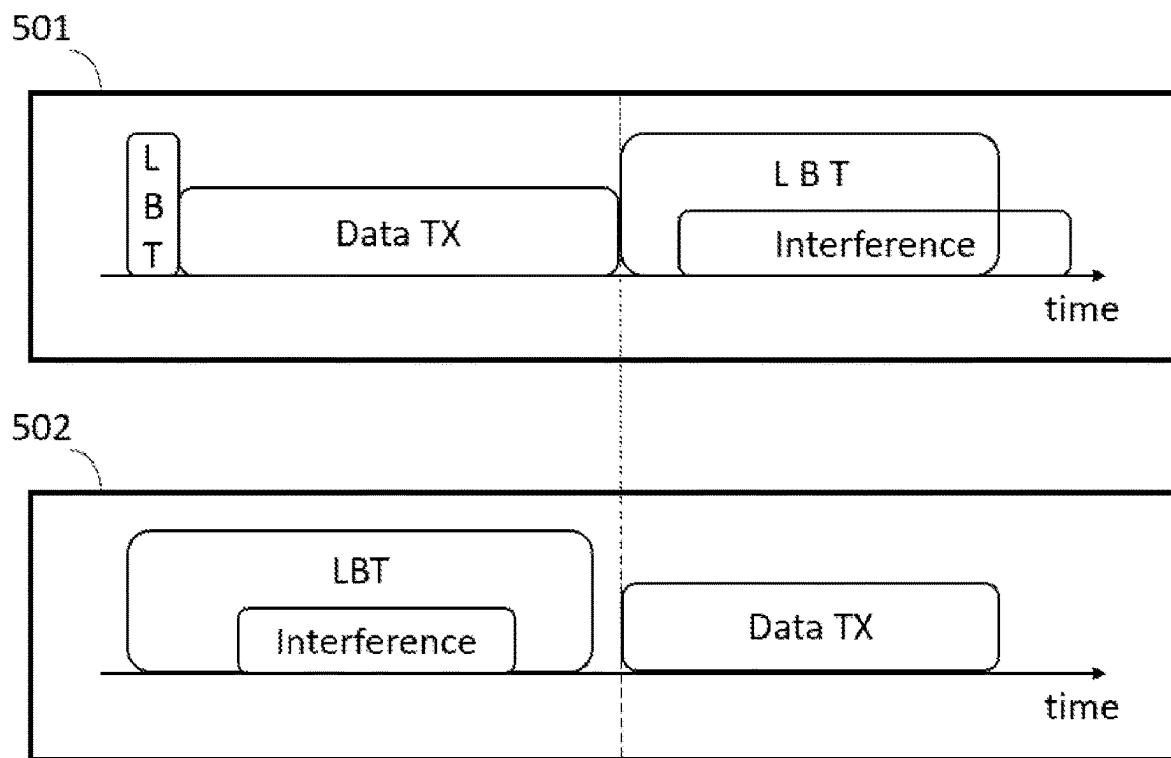 501
L
B
T
Data TX
L B T
Interference
time
502
LBT
Interference
Data TX
time